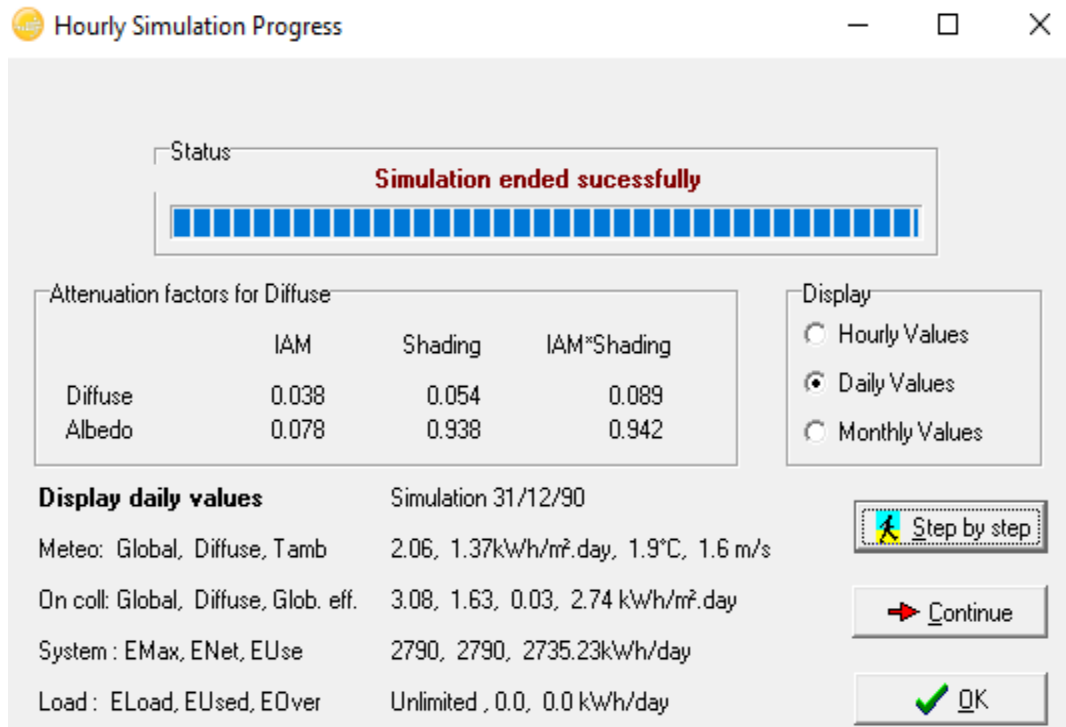 Hourly Simulation Progress
Status
Simulation ended sucessfully
Attenuation factors for Diffuse
IAM Shading IAM*Shading
Diffuse 0.038 0.054 0.089
Albedo 0.078 0.938 0.942
Display
Hourly Values
Daily Values
Monthly Values
Display daily values Simulation 31/12/90
Meteo: Global, Diffuse, Tamb 2.06, 1.37kWh/m².day, 1.9°C, 1.6 m/s
On coll: Global, Diffuse, Glob. eff. 3.08, 1.63, 0.03, 2.74 kWh/m².day
System : EMax, ENet, EUse 2790, 2790, 2735.23kWh/day
Load : ELoad, EUsed, EOver Unlimited , 0.0, 0.0 kWh/day
Step by step
Continue
OK